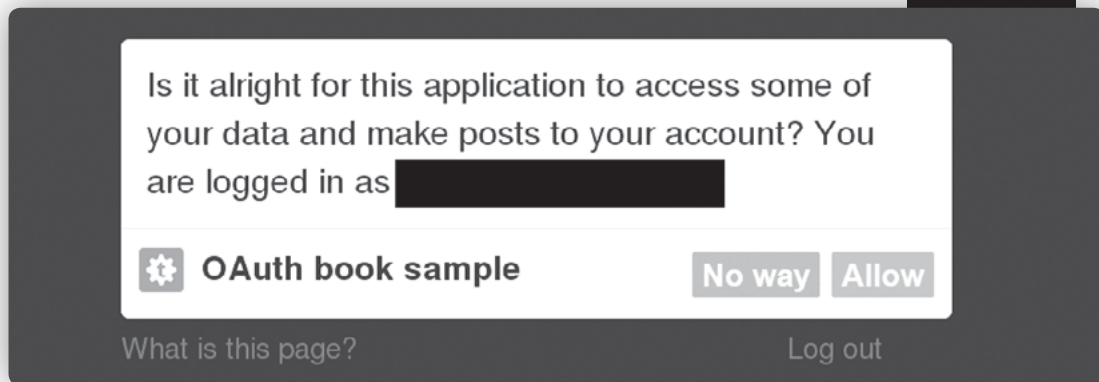 Is it alright for this application to access some of
your data and make posts to your account? You
are logged in as
t OAuth book sample No way Allow
What is this page? Log out